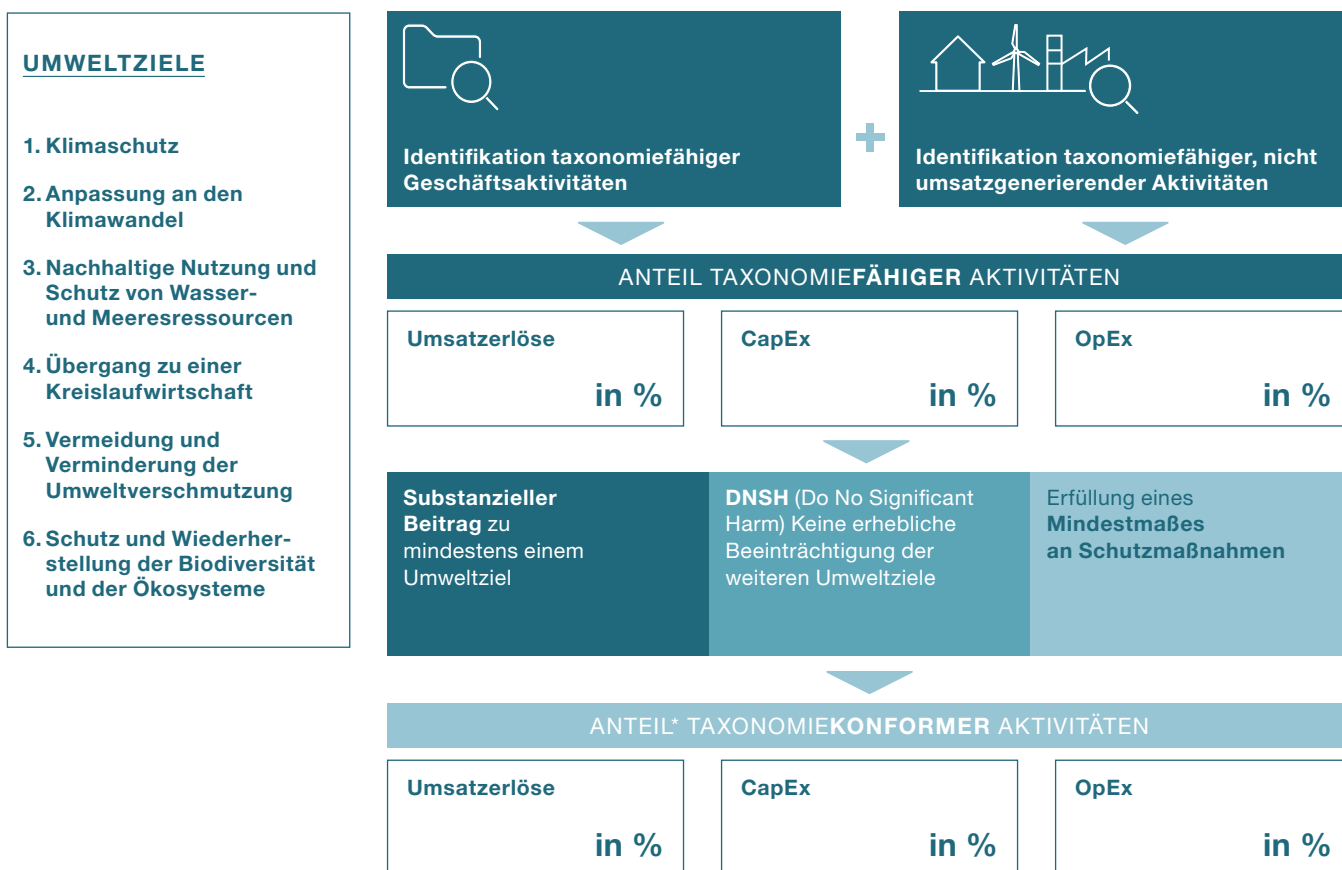 UMWELTZIELE
1. Klimaschutz
2. Anpassung an den
Klimawandel
3. Nachhaltige Nutzung und
Schutz von Wasser-
und Meeresressourcen
4. Übergang zu einer
Kreislaufwirtschaft
5. Vermeidung und
Verminderung der
Umweltverschmutzung
6. Schutz und Wiederher-
stellung der Biodiversität
und der Ökosysteme
Identifikation taxonomiefähiger
Geschäftsaktivitäten
+
Identifikation taxonomiefähiger, nicht
umsatzgenerierender Aktivitäten
ANTEIL TAXONOMIEFÄHIGER AKTIVITÄTEN
Umsatzerlöse
in %
CapEx
in %
OpEx
in %
Substanzieller
Beitrag zu
mindestens einem
Umweltziel
DNSH (Do No Significant
Harm) Keine erhebliche
Beeinträchtigung der
weiteren Umweltziele
Erfüllung eines
Mindestmaßes
an Schutzmaßnahmen
ANTEIL* TAXONOMIEKONFORMER AKTIVITÄTEN
Umsatzerlöse
in %
CapEx
in %
OpEx
in %